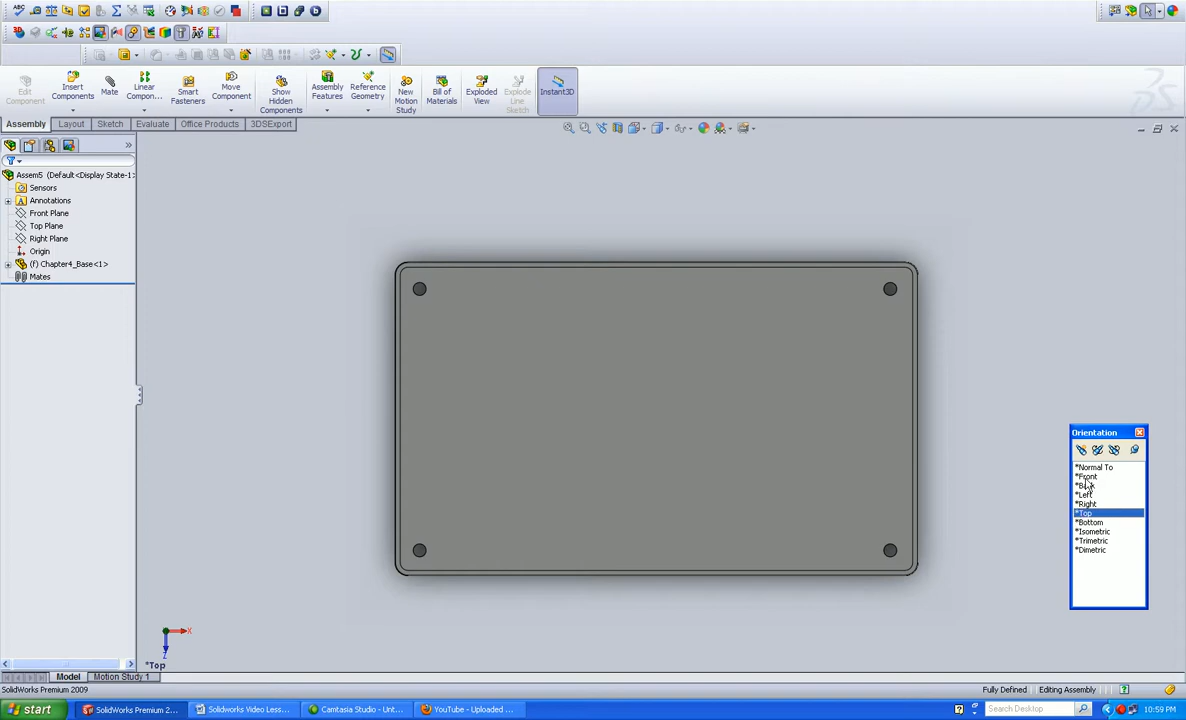 Edit Component
Insert Components
Mate
Linear Compon...
Smart Fasteners
Move Component
Show Hidden Components
Assembly Features
Reference Geometry
New Motion Study
Bill of Materials
Exploded View
Explode Line Sketch
Instant3D
Assembly Layout Sketch Evaluate Office Products 3DSExport
Assem5 (Default<Display State-1>
Sensors
Annotations
Front Plane
Top Plane
Right Plane
Origin
(f) Chapter4_Base<1>
Mates
Orientation
*Normal To
*Front
*Left
*Right
*Top
*Bottom
*Isometric
*Trimetric
*Dimetric
X
Z
*Top
Model Motion Study 1
SolidWorks Premium 2009 Fully Defined Editing Assembly
start SolidWorks Premium 2... Solidworks Video Less... Camtasia Studio - Unt... YouTube - Uploaded ... Search Desktop 10:59 PM